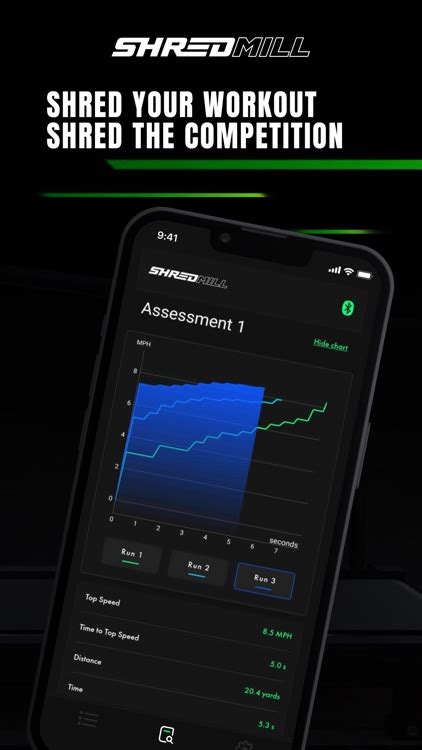 SHREDMILL
SHRED YOUR WORKOUT
SHRED THE COMPETITION
9:41
SHREDMILL
Assessment 1
Hide chart
MPH
8
6
4
2
0
0 1 2 3 4 5 6 7 seconds
Run 1 Run 2 Run 3
Top Speed 8.5 MPH
Time to Top Speed 5.0 s
Distance 20.4 yards
Time 5.3 s